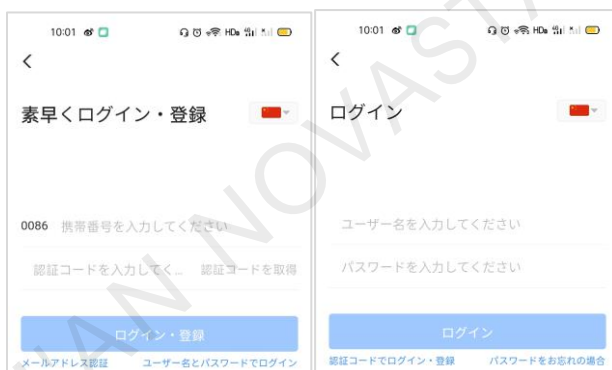 10:01 HD
素早くログイン・登録
0086 携帯番号を入力してください
認証コードを入力してく... 認証コードを取得
ログイン・登録
メールアドレス認証 ユーザー名とパスワードでログイン
10:01 HD
ログイン
ユーザー名を入力してください
パスワードを入力してください
ログイン
認証コードでログイン・登録 パスワードをお忘れの場合
AN NOVASTA